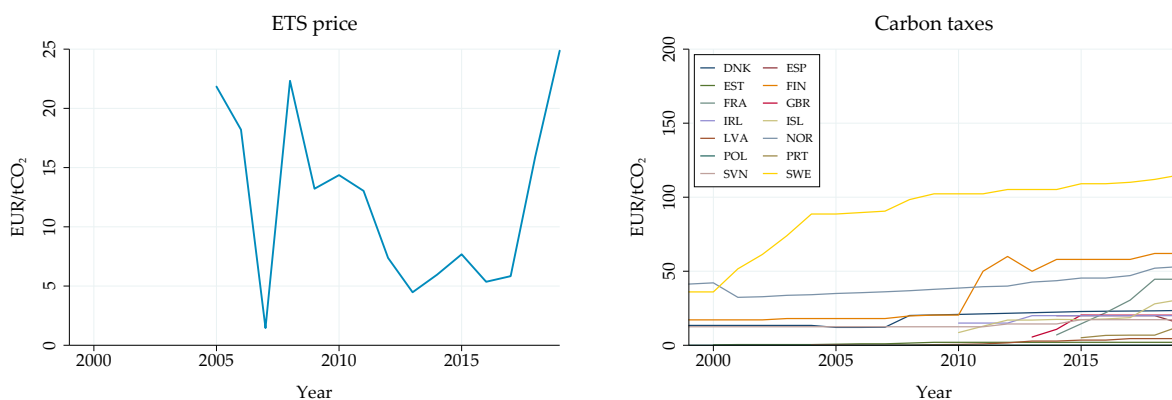 ETS price
EUR/tCO₂
25
20
15
10
5
0
2000 2005 2010 2015
Year
Carbon taxes
EUR/tCO₂
200
150
100
50
0
DNK ESP
EST FIN
FRA GBR
IRL ISL
LVA NOR
POL PRT
SVN SWE
2000 2005 2010 2015
Year